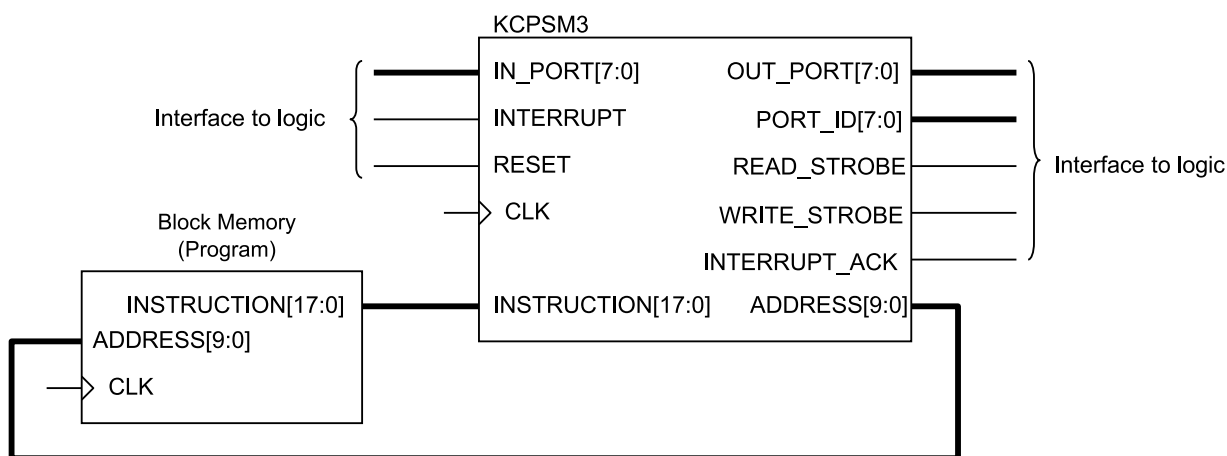 KCPSM3
IN_PORT[7:0]
OUT_PORT[7:0]
INTERRUPT
PORT_ID[7:0]
Interface to logic
RESET
READ_STROBE
Interface to logic
CLK
WRITE_STROBE
Block Memory
(Program)
INTERRUPT_ACK
INSTRUCTION[17:0]
INSTRUCTION[17:0]
ADDRESS[9:0]
ADDRESS[9:0]
CLK